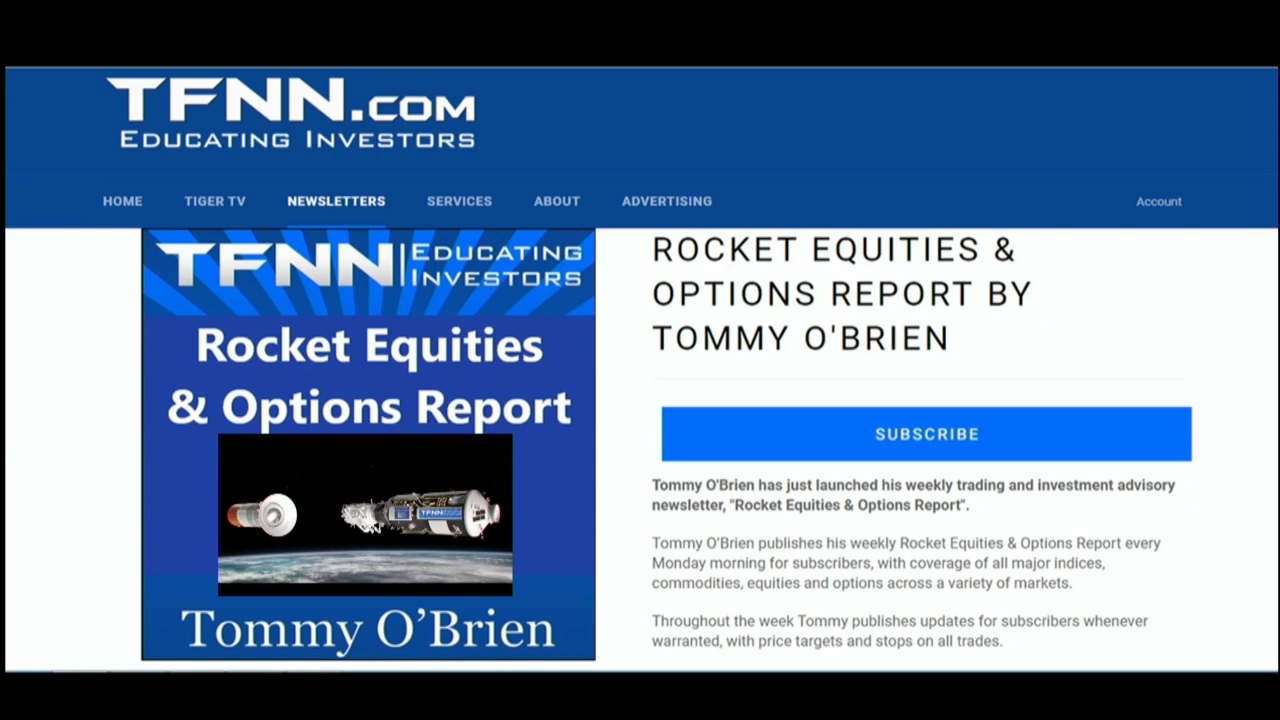 TFNN.COM
EDUCATING INVESTORS
HOME TIGER TV NEWSLETTERS SERVICES ABOUT ADVERTISING Account
TFNN EDUCATING
INVESTORS
Rocket Equities
& Options Report
TFNN
Tommy O’Brien
ROCKET EQUITIES &
OPTIONS REPORT BY
TOMMY O'BRIEN
SUBSCRIBE
Tommy O'Brien has just launched his weekly trading and investment advisory
newsletter, "Rocket Equities & Options Report".
Tommy O'Brien publishes his weekly Rocket Equities & Options Report every
Monday morning for subscribers, with coverage of all major indices,
commodities, equities and options across a variety of markets.
Throughout the week Tommy publishes updates for subscribers whenever
warranted, with price targets and stops on all trades.